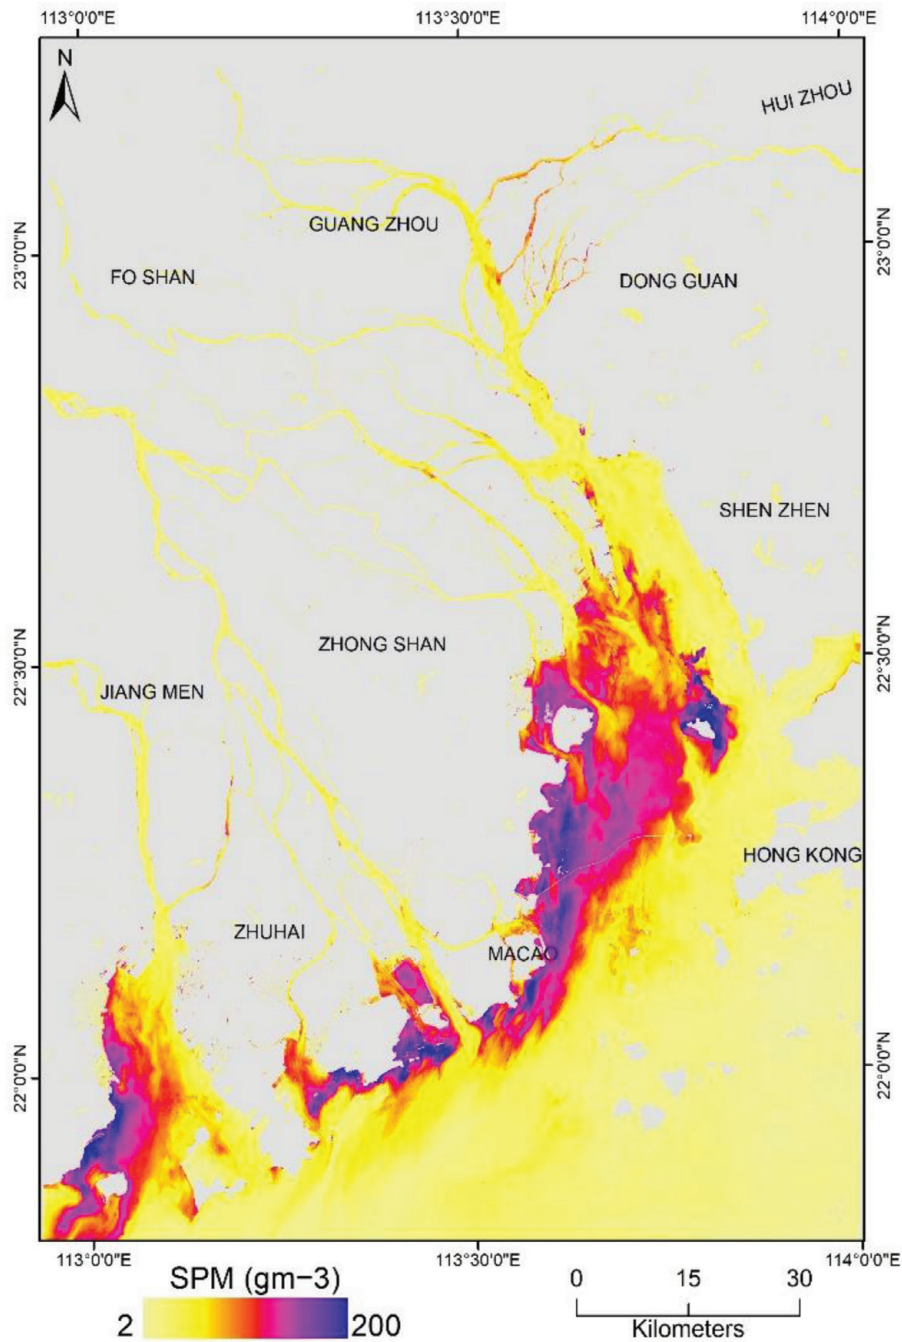 113°0'0"E 113°30'0"E 114°0'0"E
N
HUI ZHOU
GUANG ZHOU
23°0'0"N 23°0'0"N
FO SHAN DONG GUAN
SHEN ZHEN
ZHONG SHAN
22°30'0"N 22°30'0"N
JIANG MEN
HONG KONG
ZHUHAI
MACAO
22°0'0"N 22°0'0"N
113°0'0"E 113°30'0"E 114°0'0"E
SPM (gm−3) 0 15 30
2 200
Kilometers